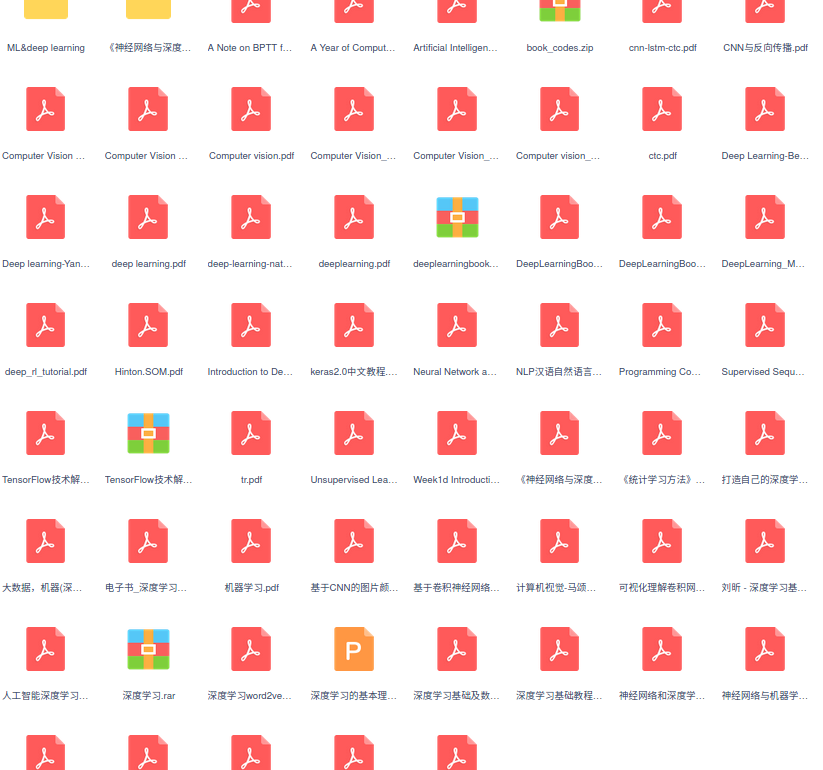 ML&deep learning
《神经网络与深度...
A Note on BPTT f...
A Year of Comput...
Artificial Intelligen...
book_codes.zip
cnn-lstm-ctc.pdf
CNN与反向传播.pdf
Computer Vision ...
Computer Vision ...
Computer vision.pdf
Computer Vision_...
Computer Vision_...
Computer vision_...
ctc.pdf
Deep Learning-Be...
Deep learning-Yan...
deep learning.pdf
deep-learning-nat...
deeplearning.pdf
deeplearningbook...
DeepLearningBoo...
DeepLearningBoo...
DeepLearning_M...
deep_rl_tutorial.pdf
Hinton.SOM.pdf
Introduction to De...
keras2.0中文教程....
Neural Network a...
NLP汉语自然语言...
Programming Co...
Supervised Sequ...
TensorFlow技术解...
TensorFlow技术解...
tr.pdf
Unsupervised Lea...
Week1d Introducti...
《神经网络与深度...
《统计学习方法》...
打造自己的深度学...
大数据，机器(深...
电子书_深度学习...
机器学习.pdf
基于CNN的图片颜...
基于卷积神经网络...
计算机视觉-马颂...
可视化理解卷积网...
刘昕 - 深度学习基...
人工智能深度学习...
深度学习.rar
深度学习word2ve...
P
深度学习的基本理...
深度学习基础及数...
深度学习基础教程...
神经网络和深度学...
神经网络与机器学...